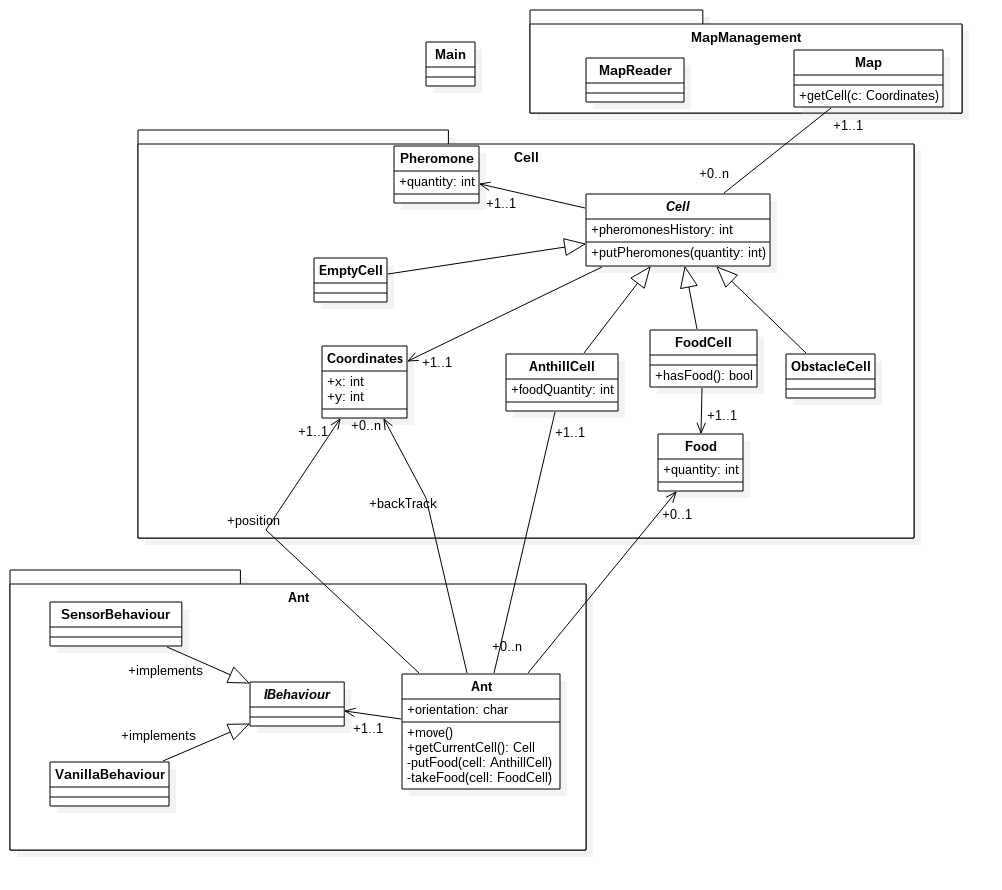 MapManagement
Main
MapReader
Map
+getCell(c: Coordinates)
+1..1
+0..n
Cell
Pheromone
+quantity: int
+1..1
Cell
+pheromonesHistory: int
+putPheromones(quantity: int)
EmptyCell
Coordinates
+x: int
+y: int
+1..1
AnthillCell
+foodQuantity: int
FoodCell
+hasFood(): bool
ObstacleCell
+1..1
+0..n
+1..1
+1..1
Food
+quantity: int
+position
+backTrack
+0..1
Ant
SensorBehaviour
+implements
+0..n
IBehaviour
+1..1
Ant
+orientation: char
+move()
+getCurrentCell(): Cell
-putFood(cell: AnthillCell)
-takeFood(cell: FoodCell)
+implements
VanillaBehaviour